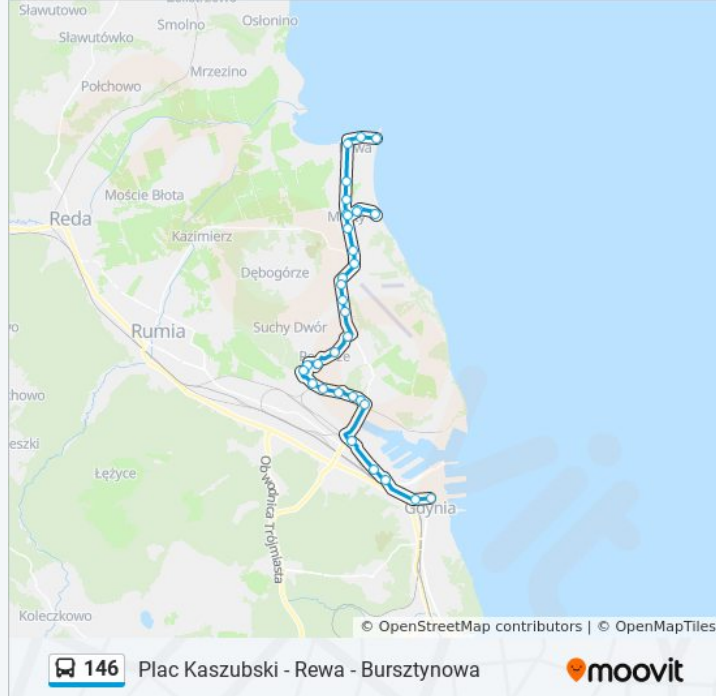 Sławutowo
Osłonino
Smolno
Sławutówko
Mrzezino
Połchowo
Moście Błota
Reda
Kazimierz
Dębogórze
Rumia
Suchy Dwór
Łężyce
Obwodnica Trójmiasta
Gdynia
Koleczkowo
© OpenStreetMap contributors | © OpenMapTiles
146 Plac Kaszubski - Rewa - Bursztynowa
moovit